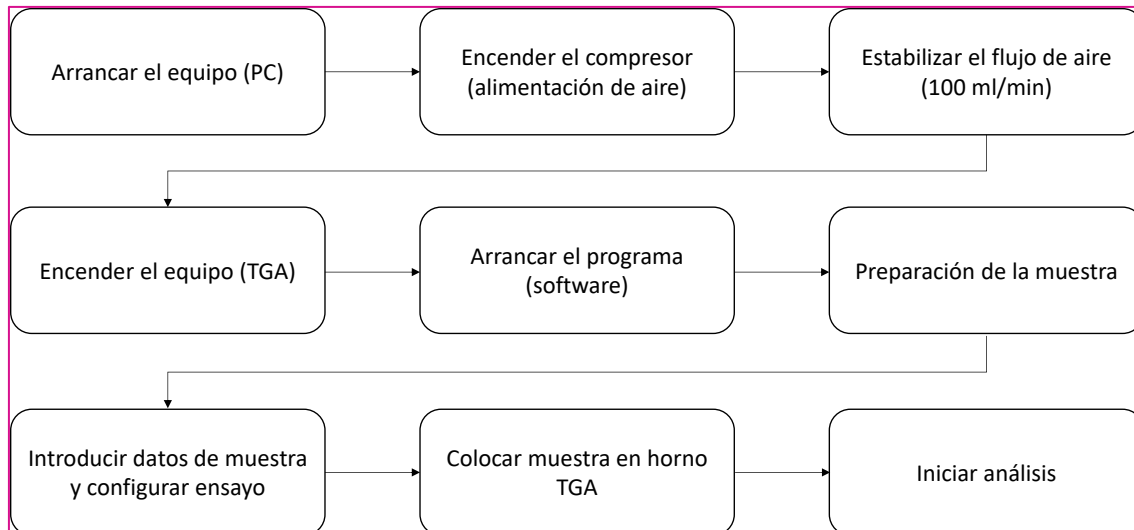 Arrancar el equipo (PC)
Encender el compresor
(alimentación de aire)
Estabilizar el flujo de aire
(100 ml/min)
Encender el equipo (TGA)
Arrancar el programa
(software)
Preparación de la muestra
Introducir datos de muestra
y configurar ensayo
Colocar muestra en horno
TGA
Iniciar análisis